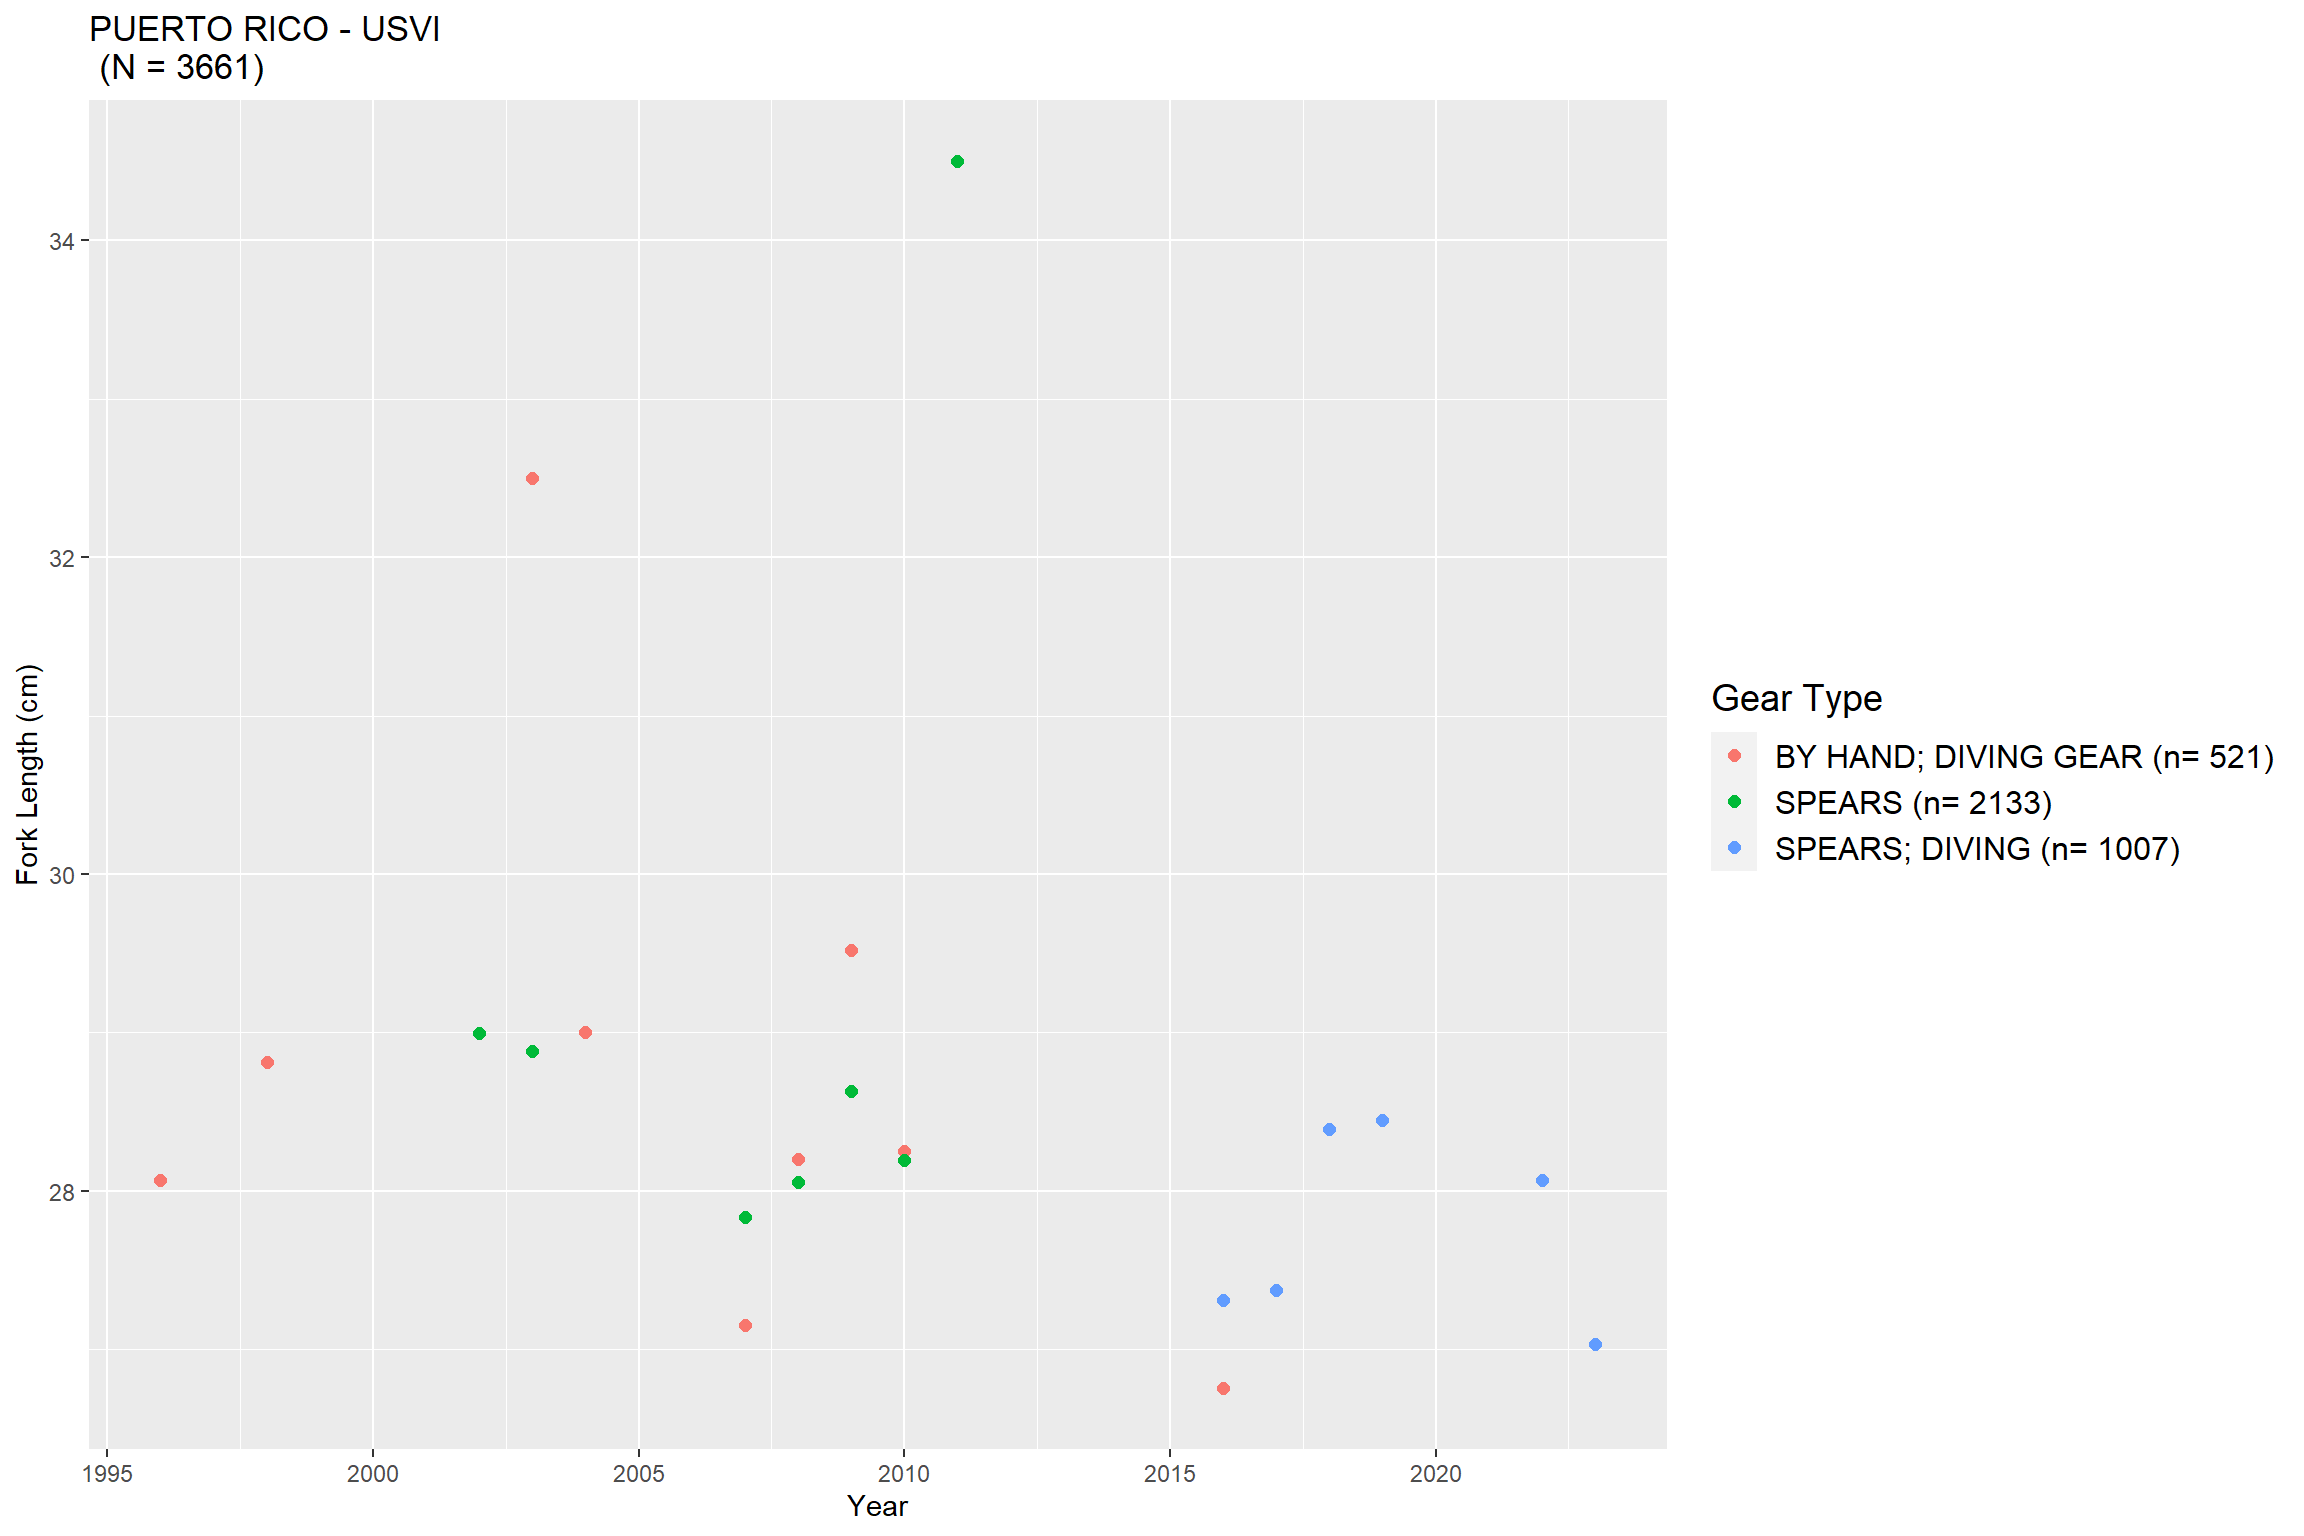 PUERTO RICO - USVI
(N = 3661)
34
32
30
28
Fork Length (cm)
1995 2000 2005 2010 2015 2020
Year
Gear Type
BY HAND; DIVING GEAR (n= 521)
SPEARS (n= 2133)
SPEARS; DIVING (n= 1007)